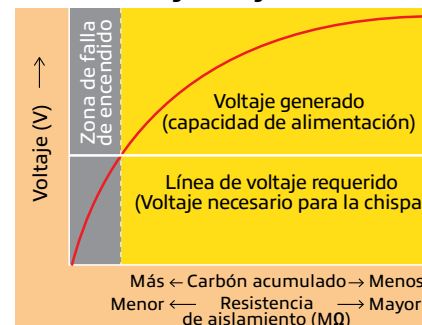 Voltaje (V) →
Zona de falla
de encendido
Voltaje generado
(capacidad de alimentación)
Línea de voltaje requerido
(Voltaje necesario para la chispa
Más ← Carbón acumulado → Menos
Menor ← Resistencia → Mayor
de aislamiento (MΩ)